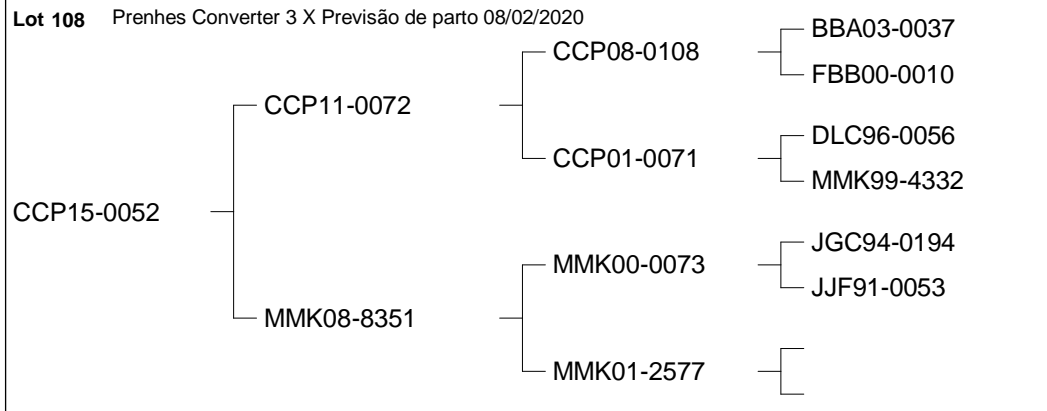 Lot 108 Prenhes Converter 3 X Previsão de parto 08/02/2020
BBA03-0037
CCP08-0108
FBB00-0010
CCP11-0072
DLC96-0056
CCP01-0071
MMK99-4332
CCP15-0052
JGC94-0194
MMK00-0073
JJF91-0053
MMK08-8351
MMK01-2577